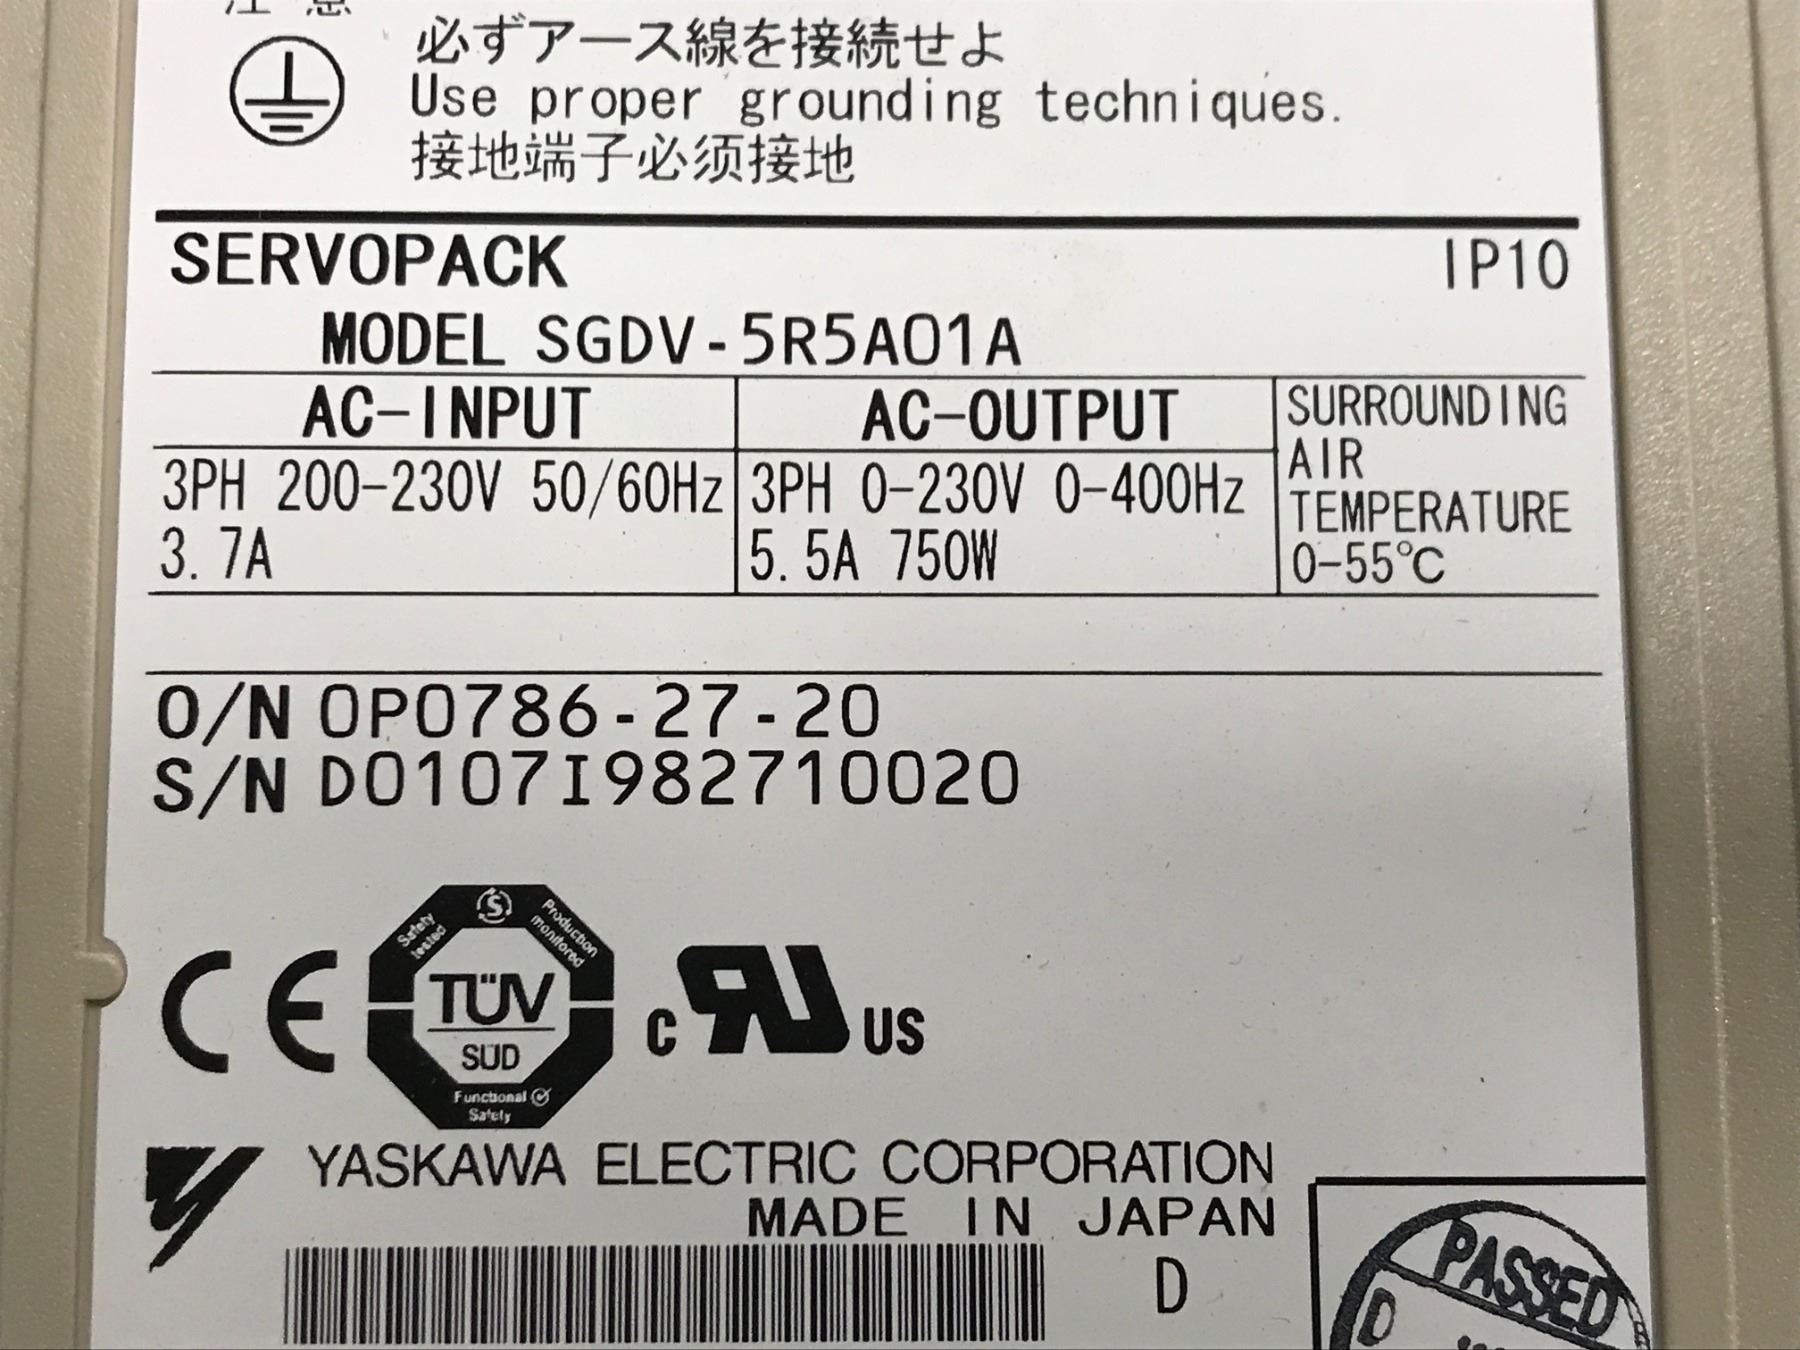 注意
必ずアース線を接続せよ
Use proper grounding techniques.
接地端子必须接地
SERVOPACK IP10
MODEL SGDV-5R5A01A
AC-INPUT
3PH 200-230V 50/60Hz
3.7A
AC-OUTPUT
3PH 0-230V 0-400Hz
5.5A 750W
SURROUNDING
AIR
TEMPERATURE
0-55℃
O/N 0P0786-27-20
S/N D0107I982710020
CE
Safety
tested
S
Production
monitored
TÜV
SÜD
Functional
Safety
c RU US
YASKAWA ELECTRIC CORPORATION
MADE IN JAPAN
D
PASSED
D